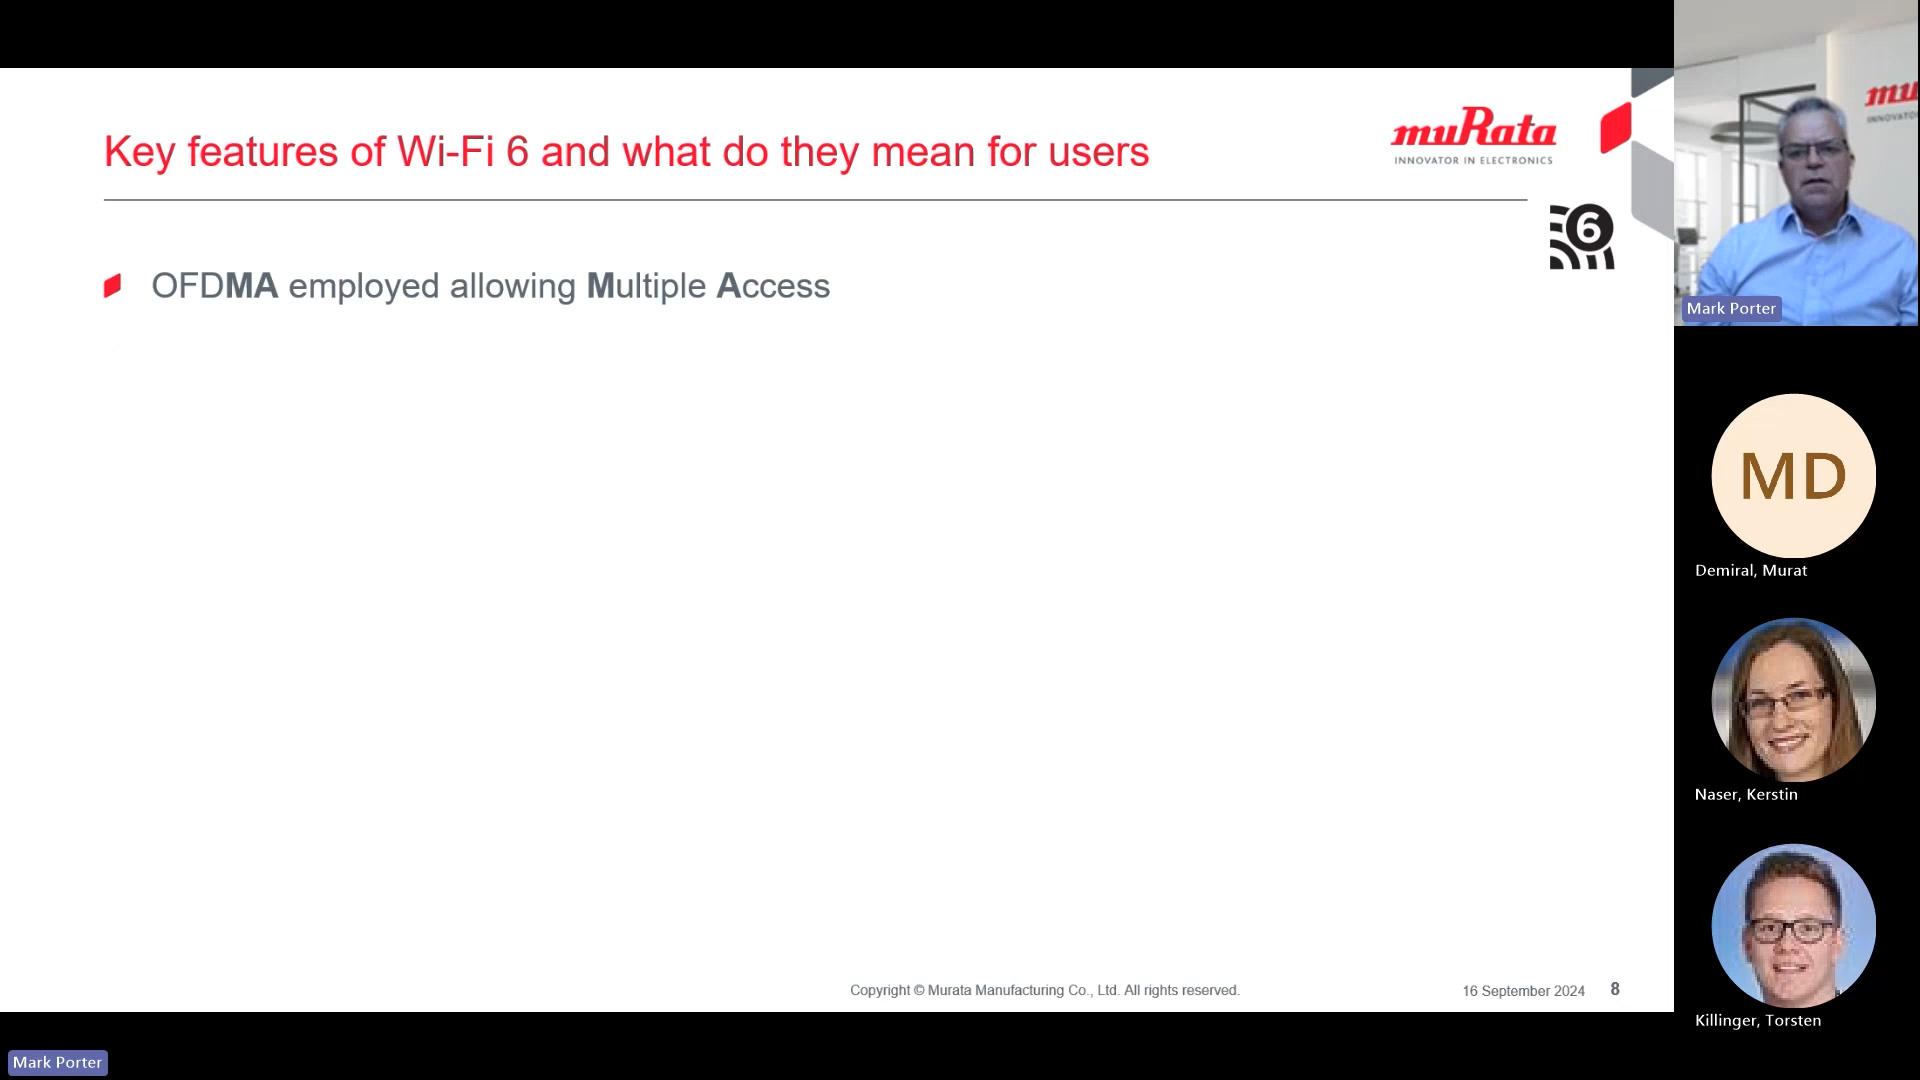 Key features of Wi-Fi 6 and what do they mean for users
muRata
INNOVATOR IN ELECTRONICS
6
OFDMA employed allowing Multiple Access
Copyright © Murata Manufacturing Co., Ltd. All rights reserved.
16 September 2024
8
mu
INNOVATO
Mark Porter
MD
Demiral, Murat
Naser, Kerstin
Killinger, Torsten
Mark Porter